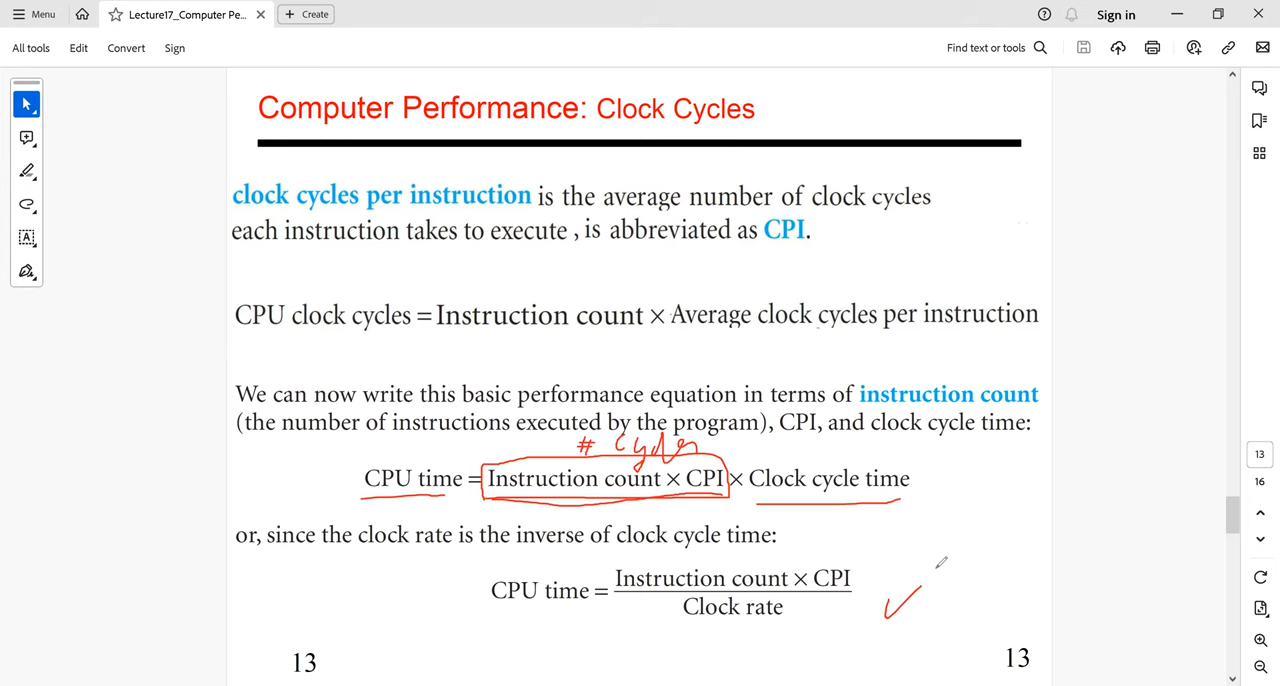 Menu
Lecture17_Computer Pe...
Create
Sign in
All tools
Edit
Convert
Sign
Find text or tools
Computer Performance: Clock Cycles
clock cycles per instruction is the average number of clock cycles
each instruction takes to execute , is abbreviated as CPI.
CPU clock cycles = Instruction count × Average clock cycles per instruction
We can now write this basic performance equation in terms of instruction count
(the number of instructions executed by the program), CPI, and clock cycle time:
# Cycles
CPU time = Instruction count × CPI × Clock cycle time
or, since the clock rate is the inverse of clock cycle time:
CPU time = Instruction count × CPI
Clock rate
13
13
13
16